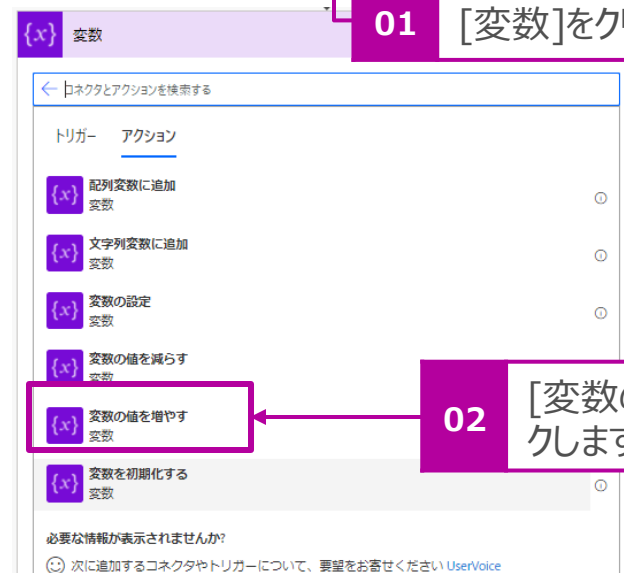 {x} 変数
01 [変数]をク
コネクタとアクションを検索する
トリガー アクション
{x} 配列変数に追加
変数
{x} 文字列変数に追加
変数
{x} 変数の設定
変数
{x} 変数の値を減らす
変数
{x} 変数の値を増やす
変数
02 [変数の
クします
{x} 変数を初期化する
変数
必要な情報が表示されませんか?
次に追加するコネクタやトリガーについて、要望をお寄せください UserVoice